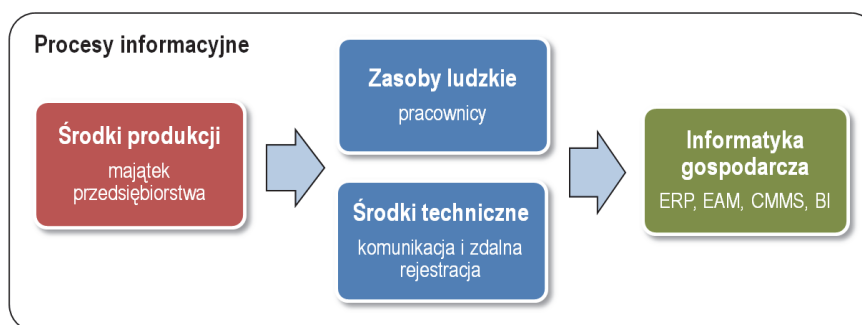 Procesy informacyjne
Środki produkcji
majątek
przedsiębiorstwa
Zasoby ludzkie
pracownicy
Środki techniczne
komunikacja i zdalna
rejestracja
Informatyka
gospodarcza
ERP, EAM, CMMS, BI